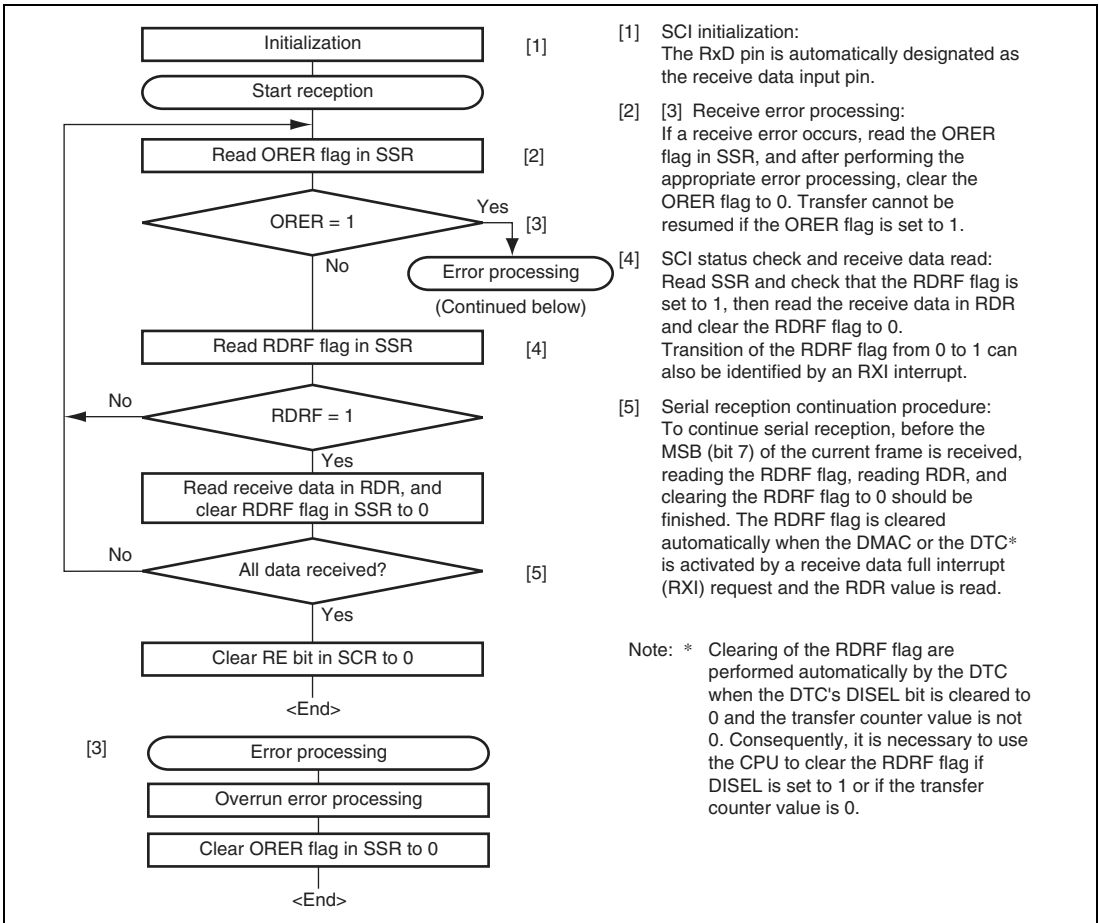 Initialization
[1]
Start reception
Read ORER flag in SSR
[2]
ORER = 1
Yes
[3]
No
Error processing
(Continued below)
Read RDRF flag in SSR
[4]
No
RDRF = 1
Yes
Read receive data in RDR, and
clear RDRF flag in SSR to 0
No
All data received?
[5]
Yes
Clear RE bit in SCR to 0
<End>
[3]
Error processing
Overrun error processing
Clear ORER flag in SSR to 0
<End>
[1] SCI initialization:
The RxD pin is automatically designated as
the receive data input pin.
[2] [3] Receive error processing:
If a receive error occurs, read the ORER
flag in SSR, and after performing the
appropriate error processing, clear the
ORER flag to 0. Transfer cannot be
resumed if the ORER flag is set to 1.
[4] SCI status check and receive data read:
Read SSR and check that the RDRF flag is
set to 1, then read the receive data in RDR
and clear the RDRF flag to 0.
Transition of the RDRF flag from 0 to 1 can
also be identified by an RXI interrupt.
[5] Serial reception continuation procedure:
To continue serial reception, before the
MSB (bit 7) of the current frame is received,
reading the RDRF flag, reading RDR, and
clearing the RDRF flag to 0 should be
finished. The RDRF flag is cleared
automatically when the DMAC or the DTC*
is activated by a receive data full interrupt
(RXI) request and the RDR value is read.
Note: * Clearing of the RDRF flag are
performed automatically by the DTC
when the DTC's DISEL bit is cleared to
0 and the transfer counter value is not
0. Consequently, it is necessary to use
the CPU to clear the RDRF flag if
DISEL is set to 1 or if the transfer
counter value is 0.